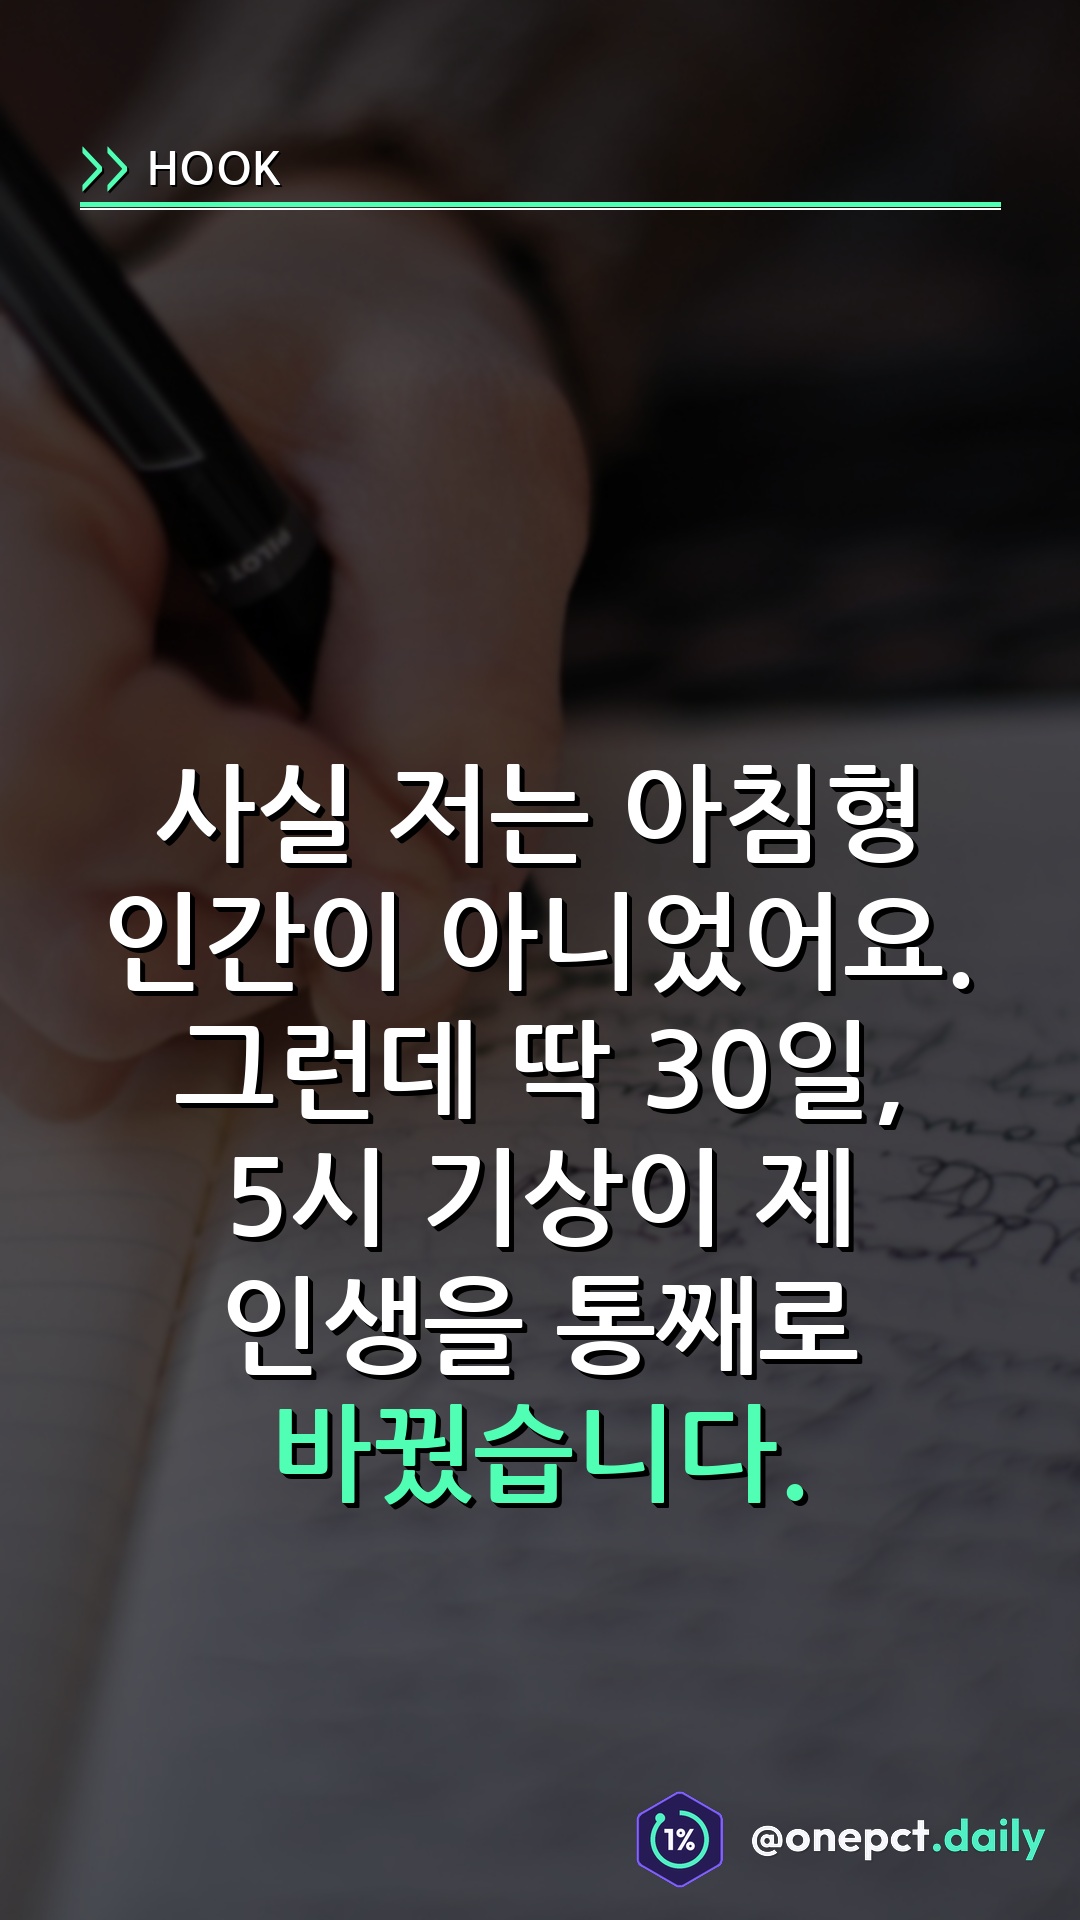 HOOK
PILOT
사실 저는 아침형
인간이 아니었어요.
그런데 딱 30일,
5시 기상이 제
인생을 통째로
바꿨습니다.
1% @onepct.daily